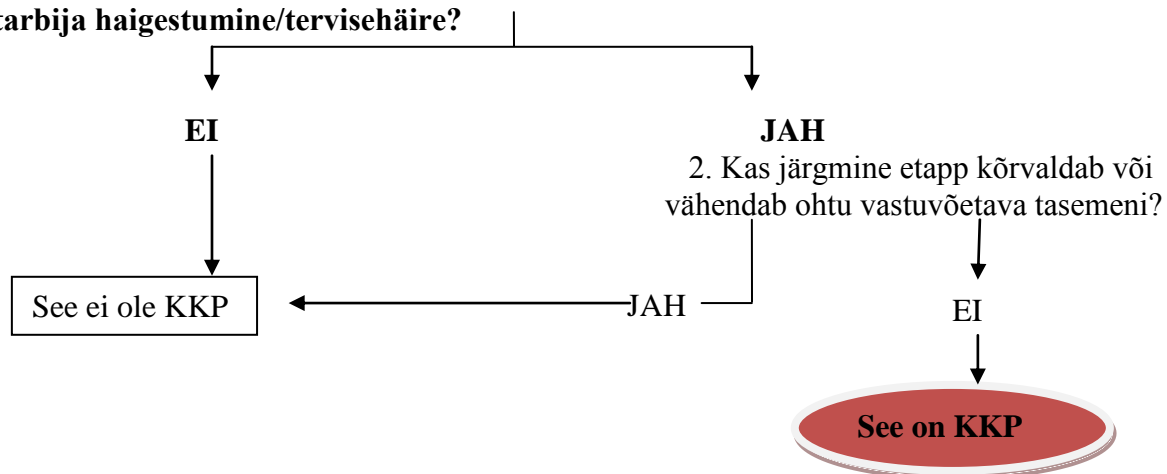 tarbija haigestumine/tervisehäire?
EI
JAH
2. Kas järgmine etapp kõrvaldab või
vähendab ohtu vastuvõetava tasemeni?
See ei ole KKP
JAH
EI
See on KKP